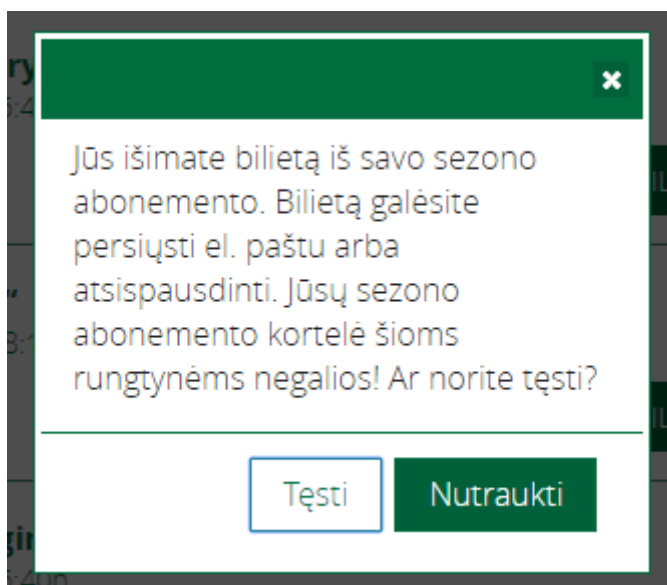 ry
Jūs išimate bilietą iš savo sezono
abonemento. Bilietą galėsite
persiųsti el. paštu arba
atsispausdinti. Jūsų sezono
abonemento kortelė šioms
rungtynėms negalios! Ar norite tęsti?
Tęsti
Nutraukti